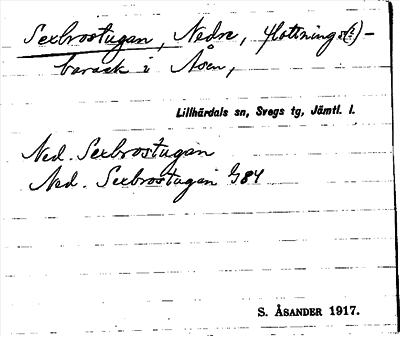 Sexbrostugan, Nedre, flottnings(s)-
barack i Åsen,
Lillhärdals sn, Svegs tg, Jämtl. l.
Ned. Sexbrostugan
Ned. Sexbrostugan G84
S. ÅSANDER 1917.